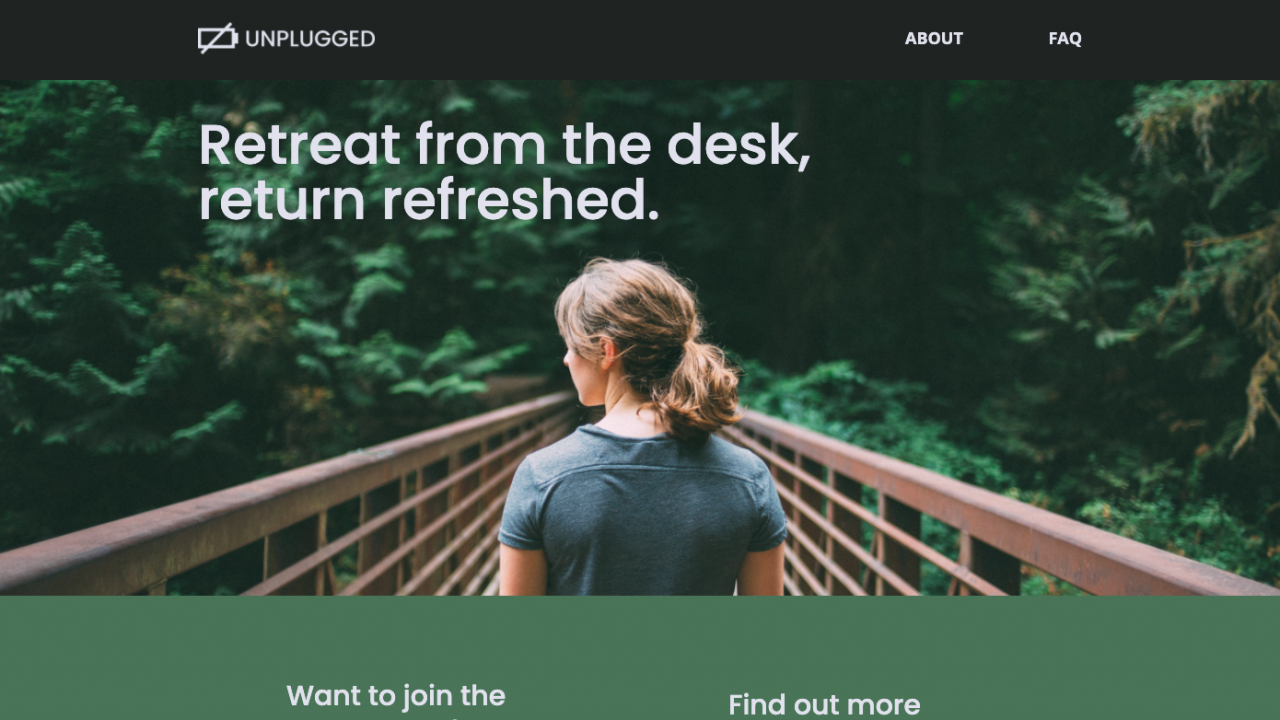 UNPLUGGED
ABOUT
FAQ
Retreat from the desk,
return refreshed.
Want to join the
Find out more